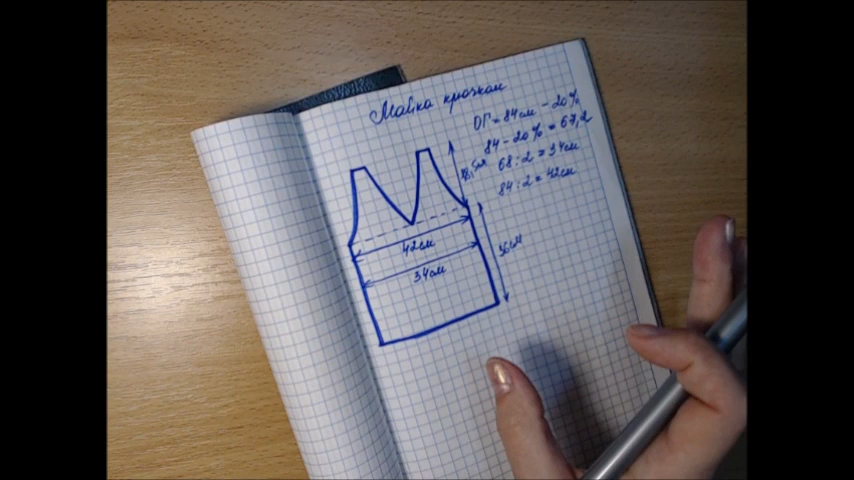 Майка крючком
ОГ = 84см - 20%
84 - 20% = 67,2
68 : 2 = 34см
84 : 2 = 42см
42см
34см
36см